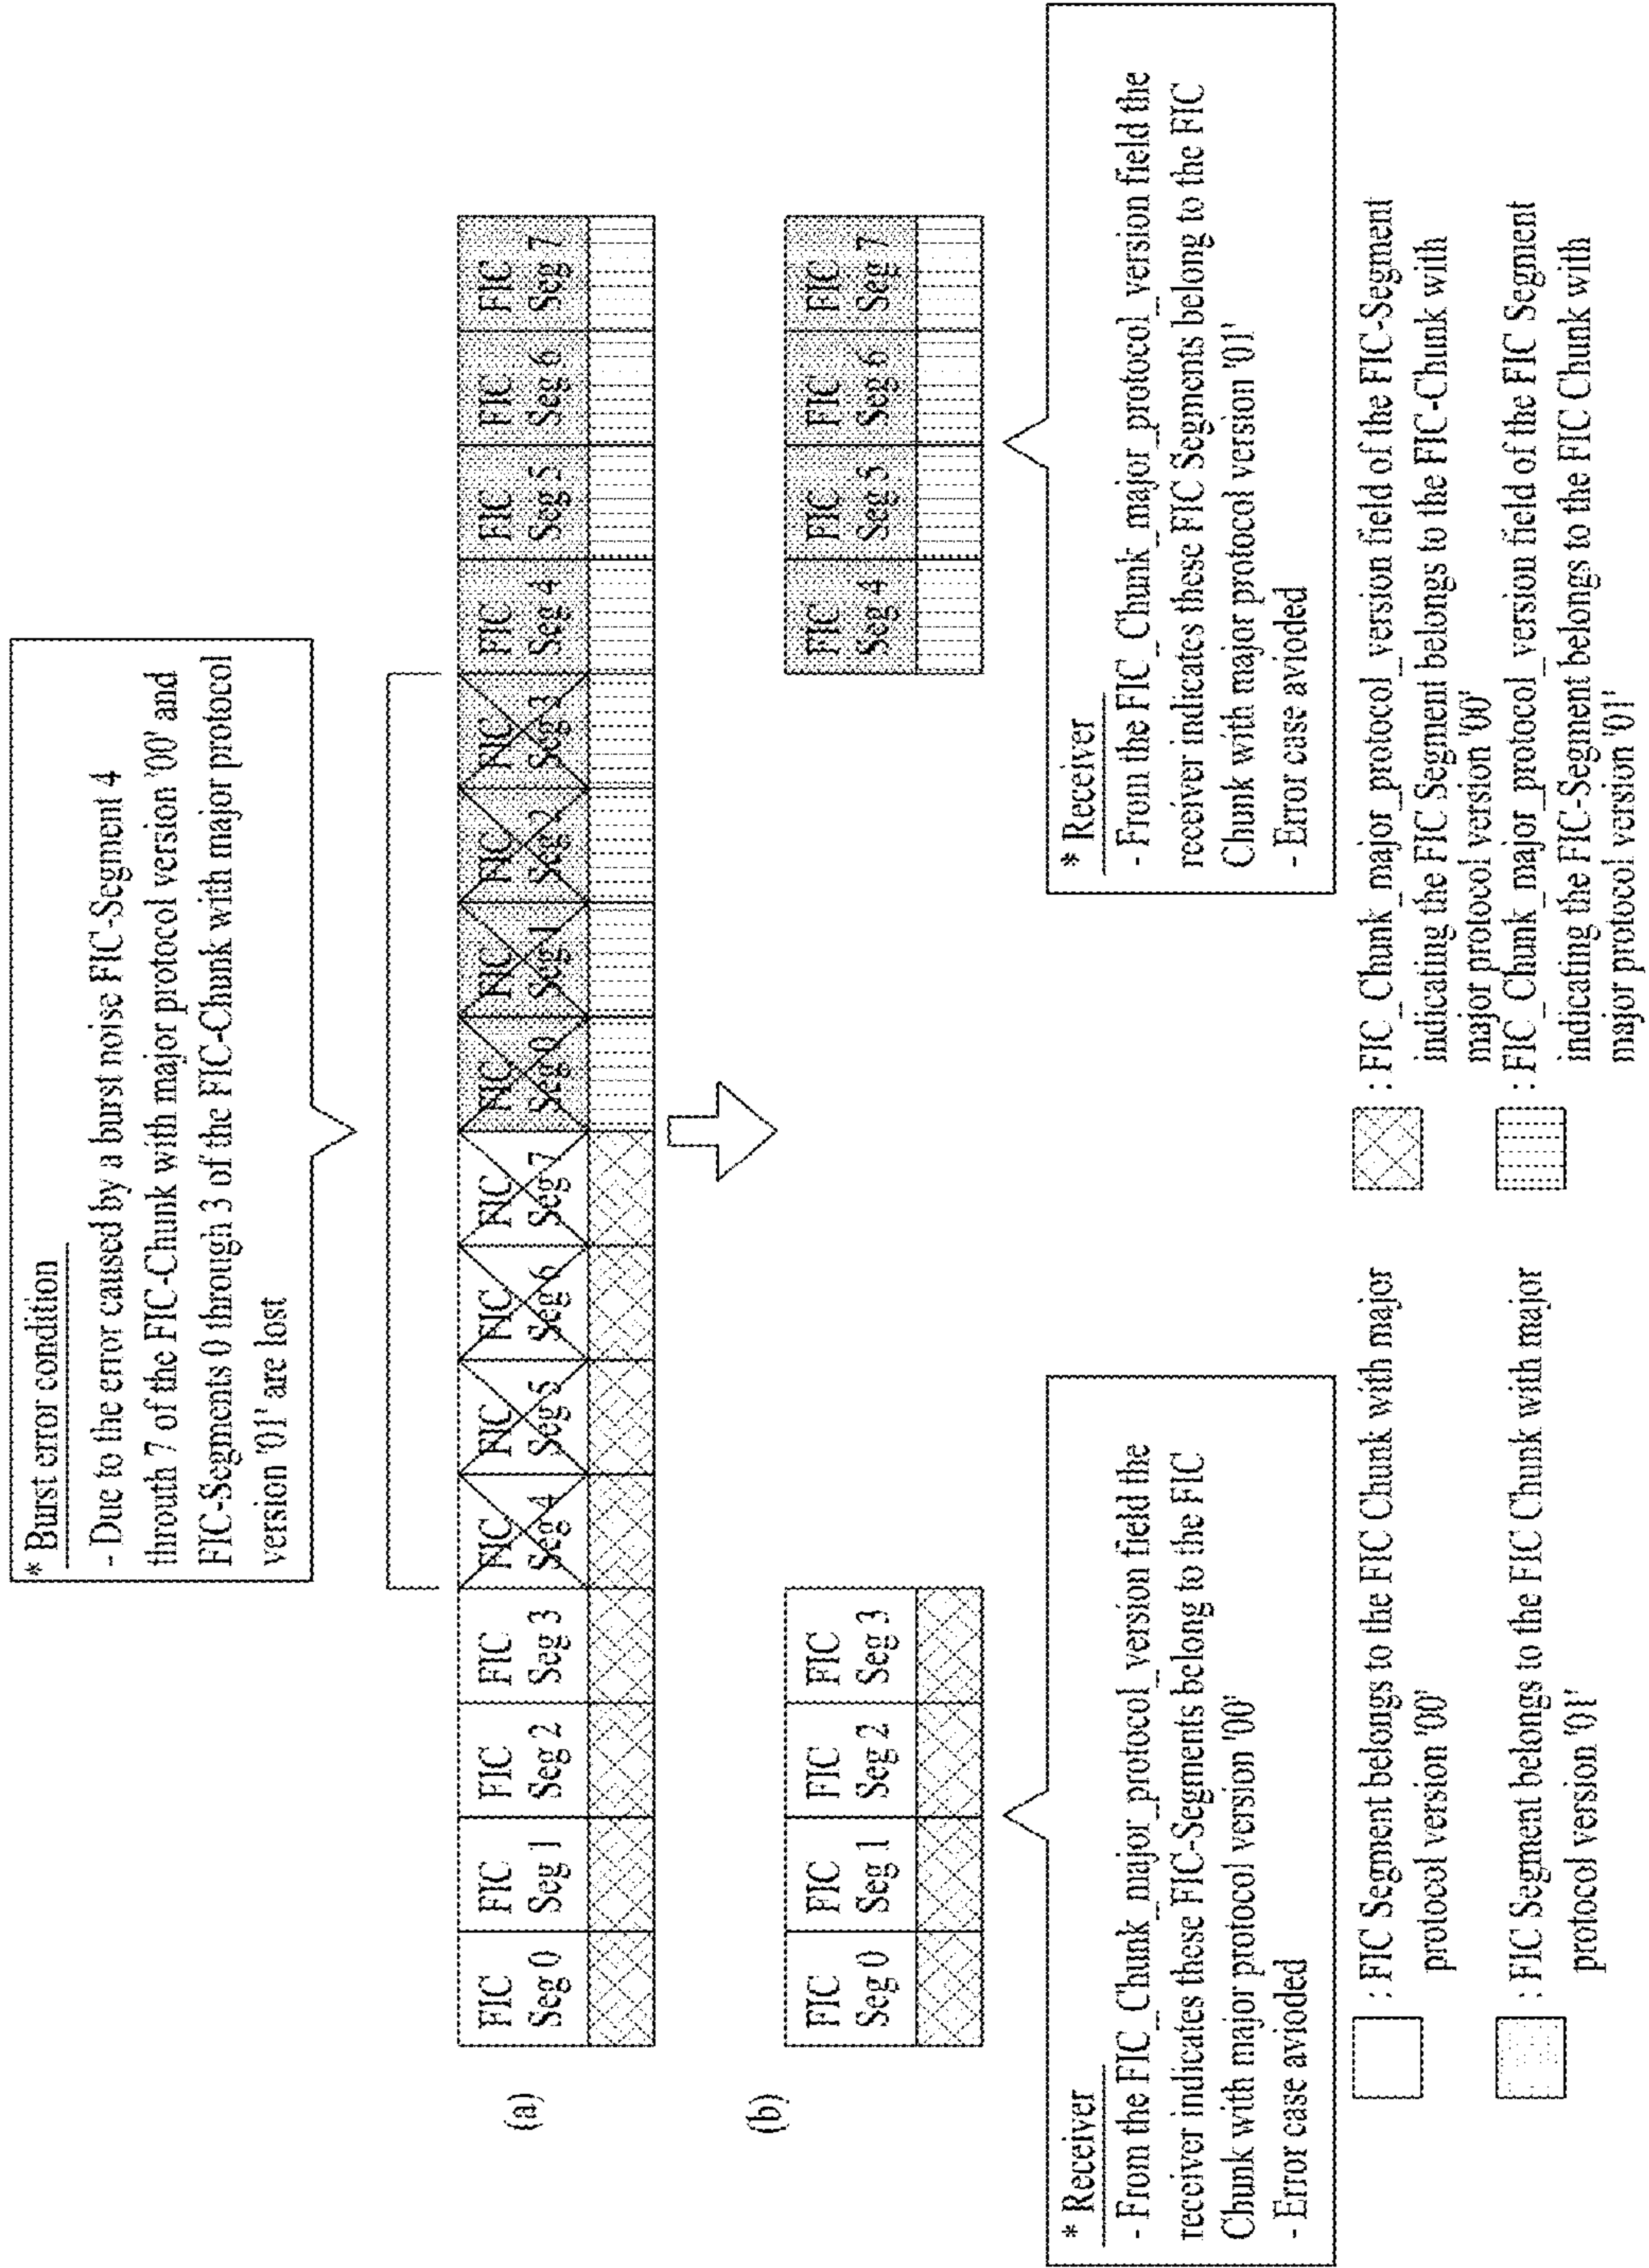 * Burst error condition
- Due to the error caused by a burst noise FIC-Segment 4
throuth 7 of the FIC-Chunk with major protocol version '00' and
FIC-Segments 0 through 3 of the FIC-Chunk with major protocol
version '01' are lost
(a)
FIC Seg 0
FIC Seg 1
FIC Seg 2
FIC Seg 3
FIC Seg 4
FIC Seg 5
FIC Seg 6
FIC Seg 7
FIC Seg 0
FIC Seg 1
FIC Seg 2
FIC Seg 3
FIC Seg 4
FIC Seg 5
FIC Seg 6
FIC Seg 7
(b)
FIC Seg 0
FIC Seg 1
FIC Seg 2
FIC Seg 3
FIC Seg 4
FIC Seg 5
FIC Seg 6
FIC Seg 7
* Receiver
- From the FIC_Chunk_major_protocol_version field the
receiver indicates these FIC-Segments belong to the FIC
Chunk with major protocol version '00'
- Error case avioded
* Receiver
- From the FIC_Chunk_major_protocol_version field the
receiver indicates these FIC Segments belong to the FIC
Chunk with major protocol version '01'
- Error case avioded
: FIC Segment belongs to the FIC Chunk with major
protocol version '00'
: FIC Segment belongs to the FIC Chunk with major
protocol version '01'
: FIC_Chunk_major_protocol_version field of the FIC-Segment
indicating the FIC Segment belongs to the FIC-Chunk with
major protocol version '00'
: FIC_Chunk_major_protocol_version field of the FIC Segment
indicating the FIC-Segment belongs to the FIC Chunk with
major protocol version '01'